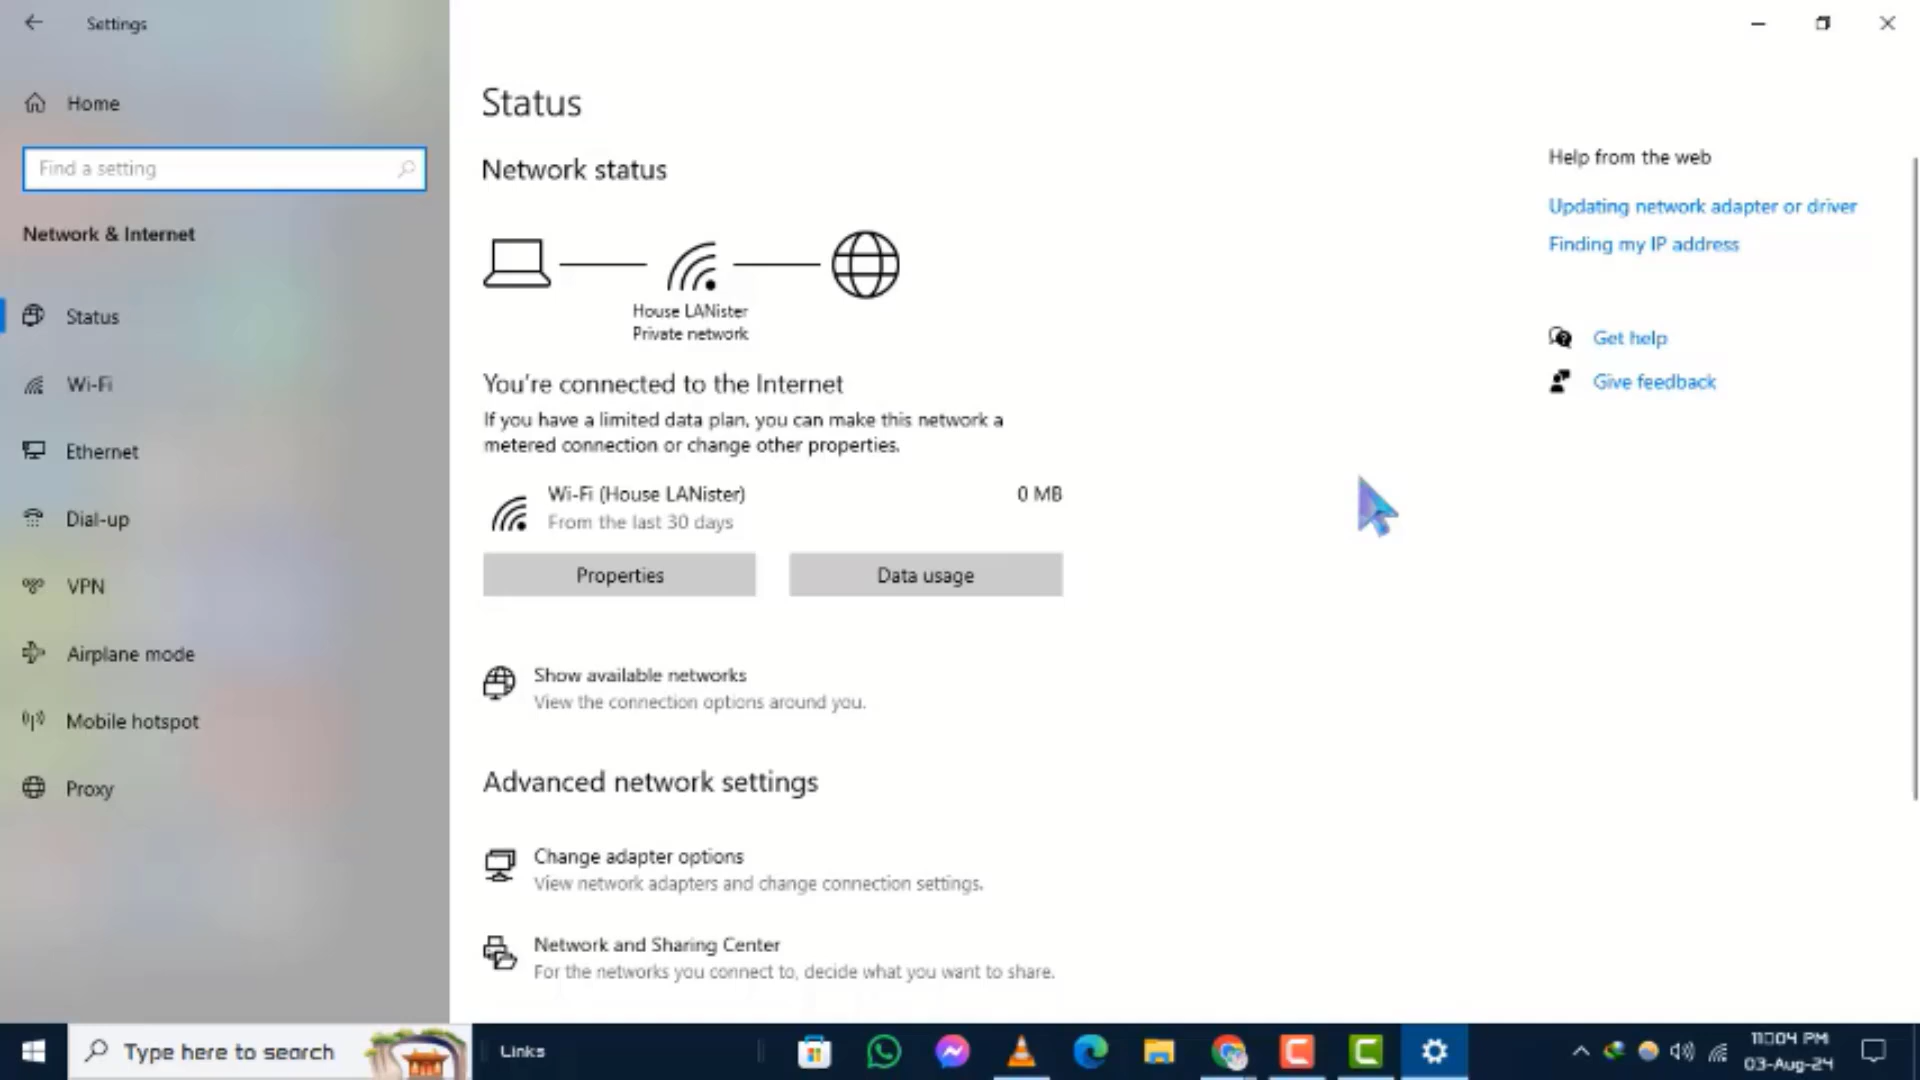 Settings
Home
Find a setting
Network & Internet
Status
Wi-Fi
Ethernet
Dial-up
VPN
Airplane mode
Mobile hotspot
Proxy
Status
Network status
House LANister
Private network
You're connected to the Internet
If you have a limited data plan, you can make this network a
metered connection or change other properties.
Wi-Fi (House LANister)
0 MB
From the last 30 days
Properties
Data usage
Show available networks
View the connection options around you.
Advanced network settings
Change adapter options
View network adapters and change connection settings.
Network and Sharing Center
For the networks you connect to, decide what you want to share.
Help from the web
Updating network adapter or driver
Finding my IP address
Get help
Give feedback
Type here to search
Links
11:04 PM
03-Aug-24